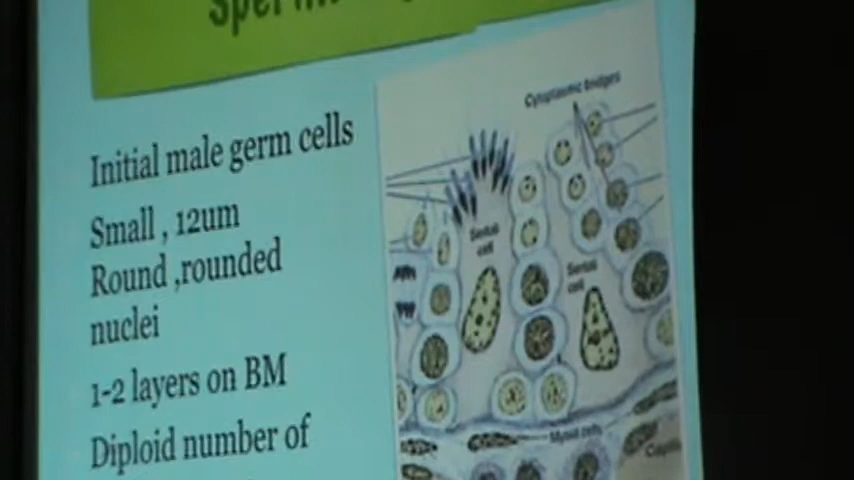 Initial male germ cells
Small , 12um
Round ,rounded
nuclei
1-2 layers on BM
Diploid number of
Cytoplasmic bridges
Sertoli
cell
Sertoli
cell
Myoid cells